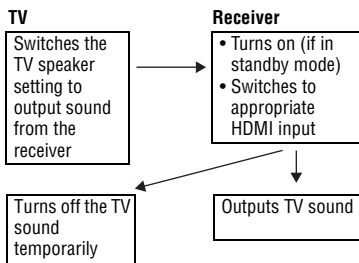 TV
Switches the
TV speaker
setting to
output sound
from the
receiver
Receiver
• Turns on (if in
standby mode)
• Switches to
appropriate
HDMI input
Turns off the TV
sound
temporarily
Outputs TV sound